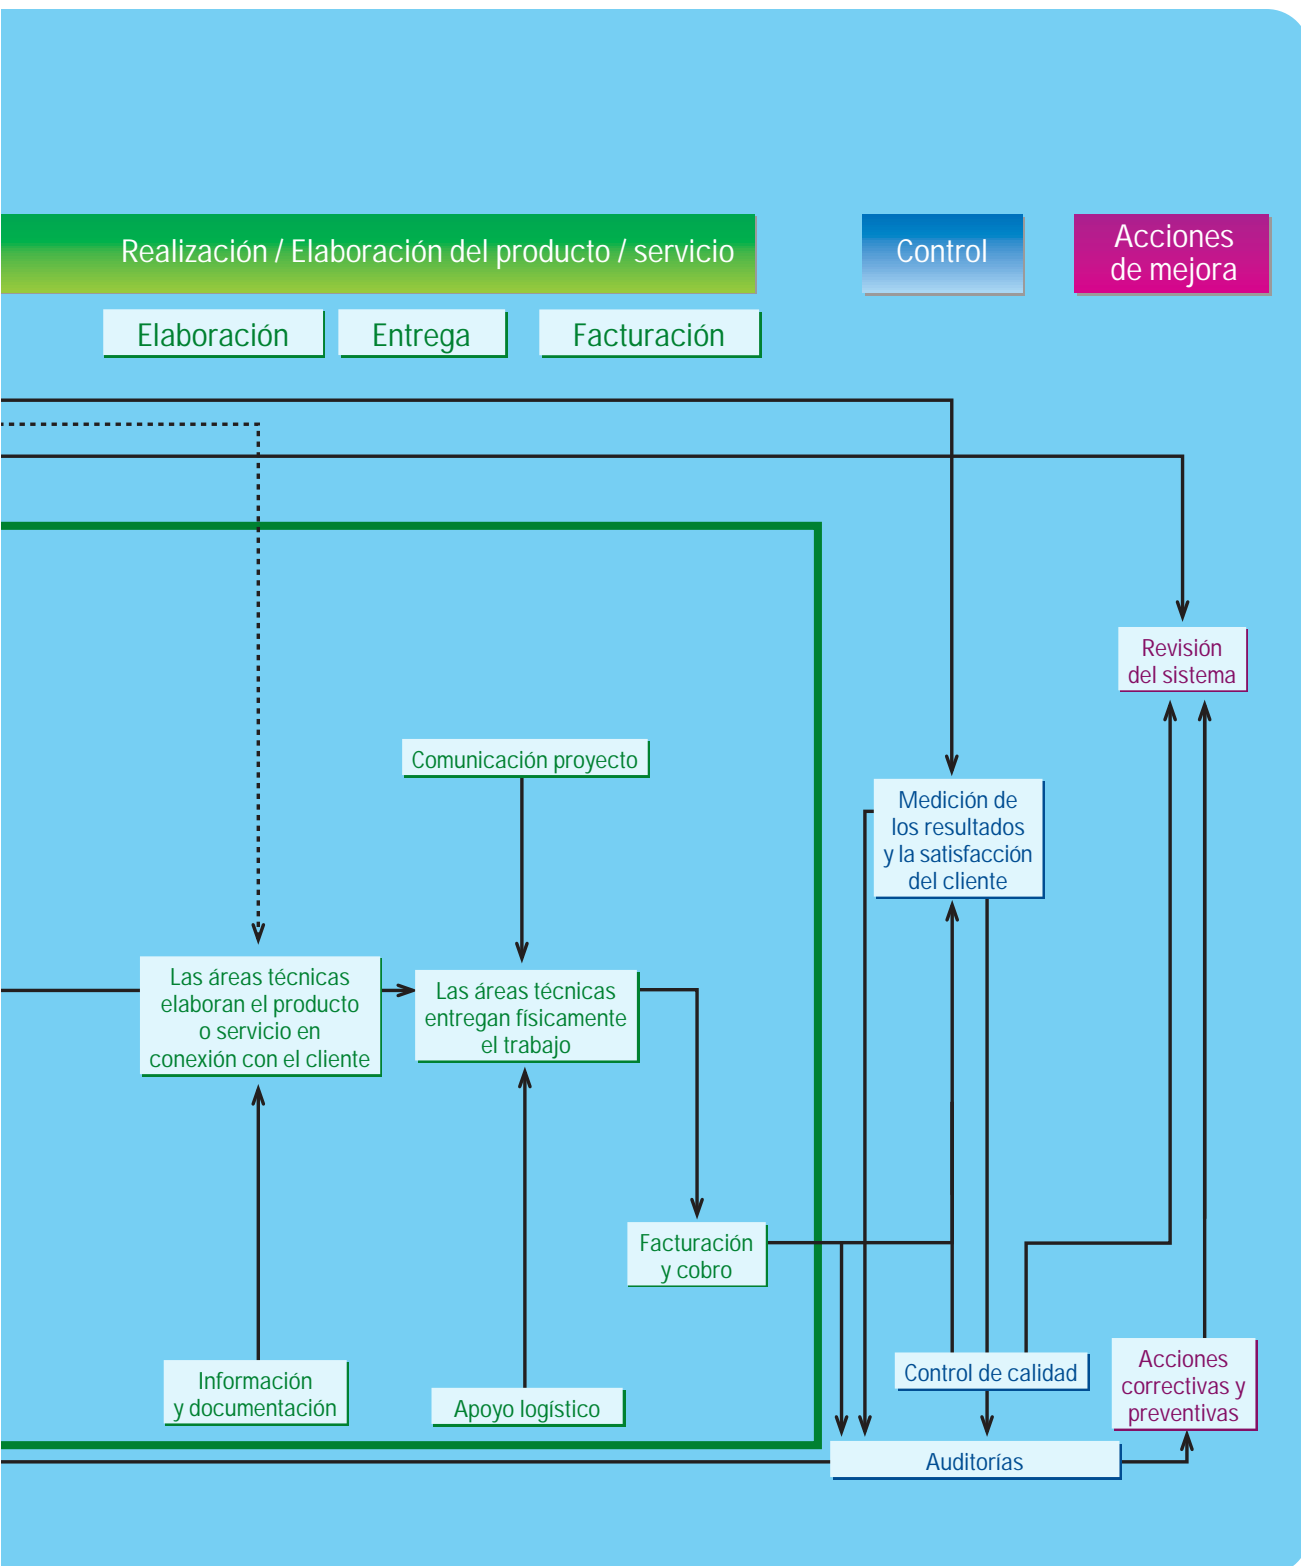 Realización / Elaboración del producto / servicio
Control
Acciones
de mejora
Elaboración
Entrega
Facturación
Revisión
del sistema
Comunicación proyecto
Medición de
los resultados
y la satisfacción
del cliente
Las áreas técnicas
elaboran el producto
o servicio en
conexión con el cliente
Las áreas técnicas
entregan físicamente
el trabajo
Facturación
y cobro
Información
y documentación
Apoyo logístico
Control de calidad
Acciones
correctivas y
preventivas
Auditorías